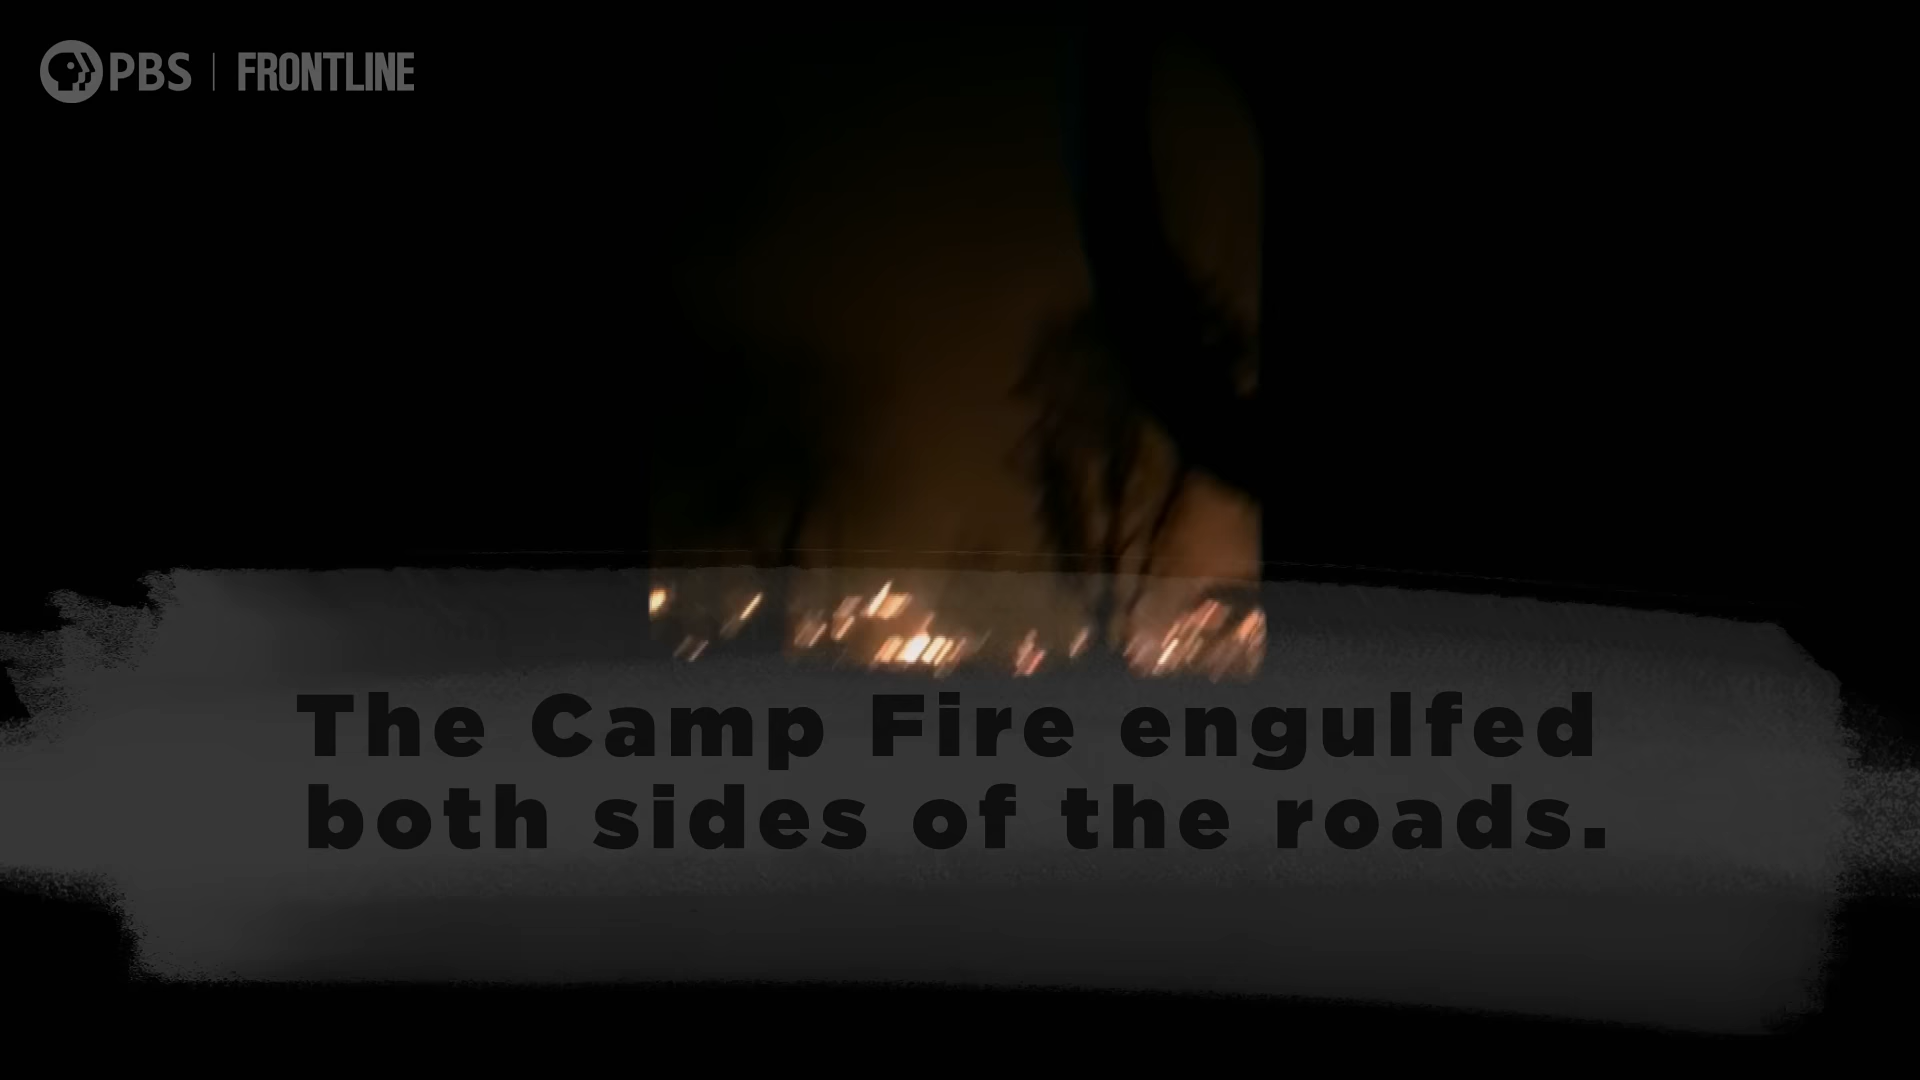 PBS | FRONTLINE
The Camp Fire engulfed
both sides of the roads.